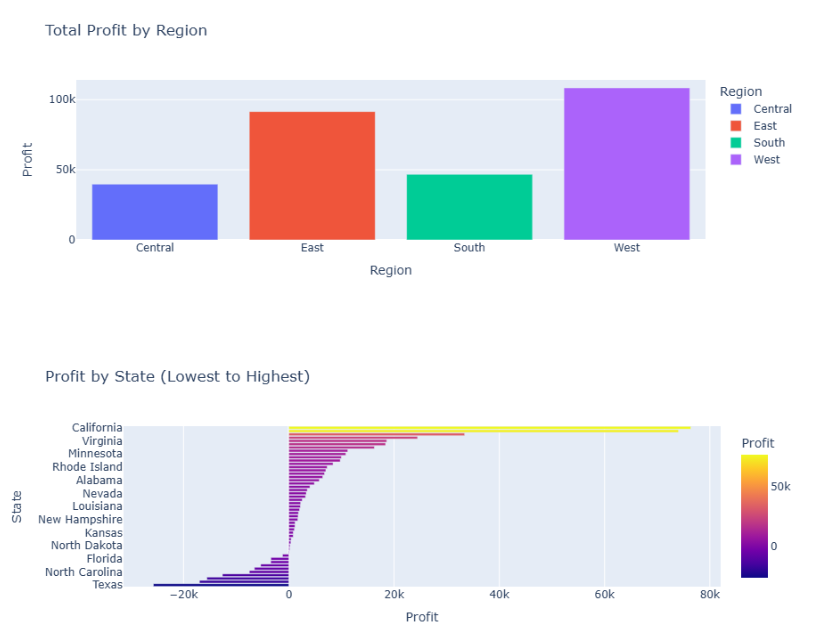 Total Profit by Region
100k
50k
0
Profit
Central
East
South
West
Region
Region
Central
East
South
West
Profit by State (Lowest to Highest)
California
Virginia
Minnesota
Rhode Island
Alabama
Nevada
Louisiana
New Hampshire
Kansas
North Dakota
Florida
North Carolina
Texas
State
−20k
0
20k
40k
60k
80k
Profit
Profit
50k
0